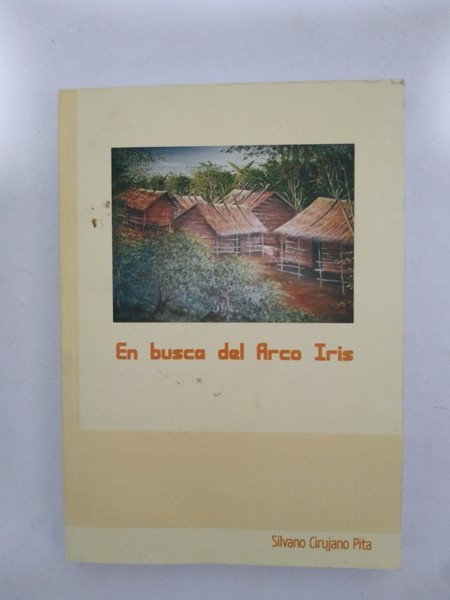 En busca del Arco Iris
Silvano Cirujano Pita